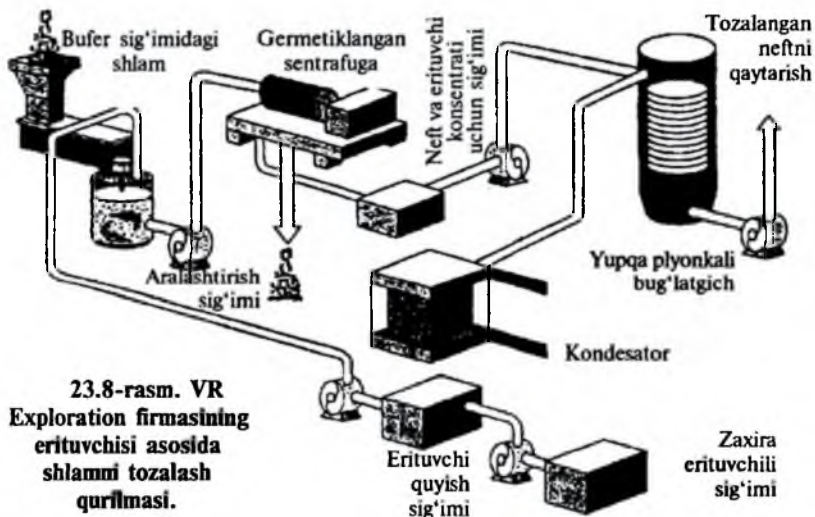 Bufer sig‘imidagi
shlam
Germetiklangan
sentrafuga
Neft va erituvchi
konsentrati
uchun sig‘imi
Tozalangan
neftni
qaytarish
Aralashtirish
sig‘imi
Yupqa plyonkali
bug‘latgich
Kondesator
23.8-rasm. VR
Exploration firmasining
erituvchisi asosida
shlamni tozalash
qurilmasi.
Erituvchi
quyish
sig‘imi
Zaxira
erituvchili
sig‘imi